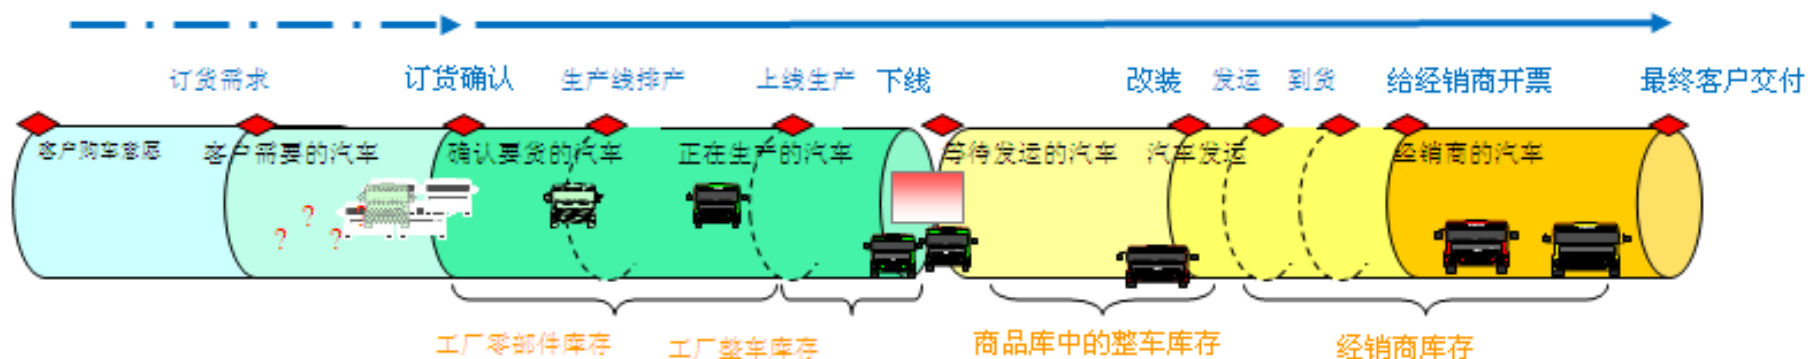 订货需求 订货确认 生产线排产 上线生产 下线 改装 发运 到货 给经销商开票 最终客户交付
客户购车意愿 客户需要的汽车 确认要货的汽车 正在生产的汽车 等待发运的汽车 汽车发运 经销商的汽车
? ? ? ?
工厂零部件库存 工厂整车库存 商品库中的整车库存 经销商库存